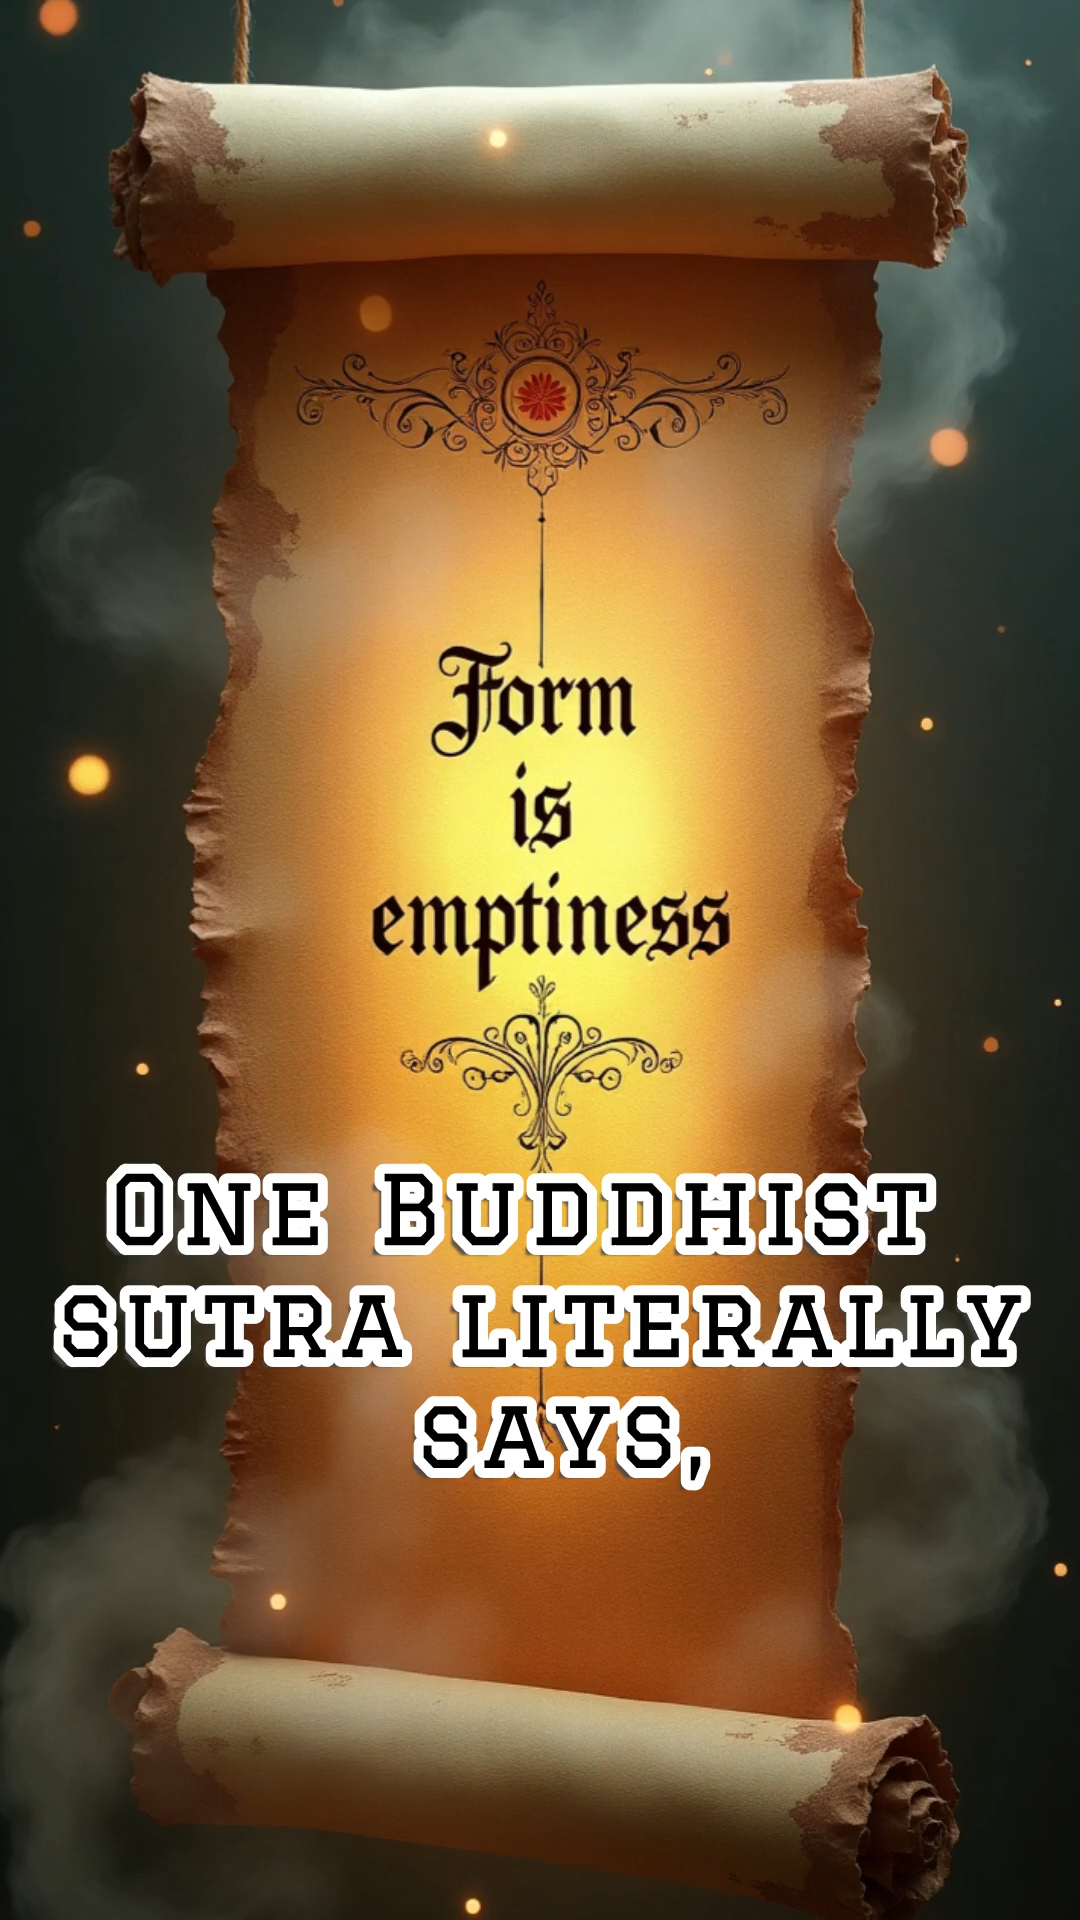 Form
is
emptiness
One Buddhist
sutra literally
says,